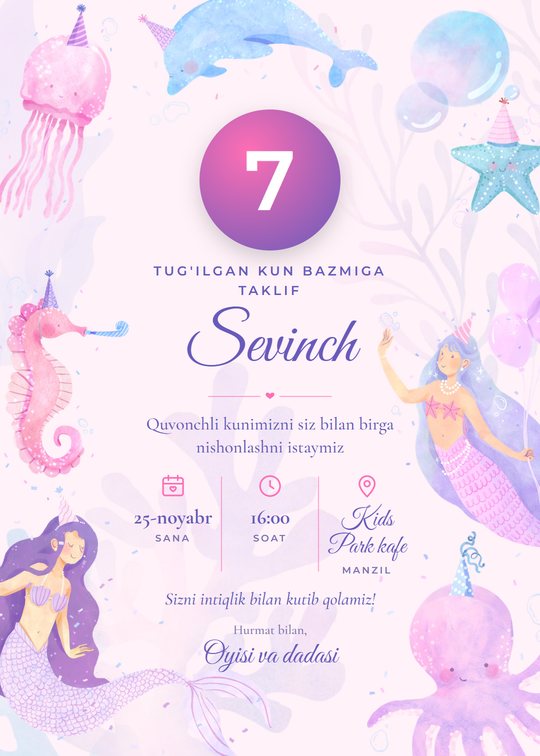 7
TUG'ILGAN KUN BAZMIGA
TAKLIF
Sevinch
Quvonchli kunimizni siz bilan birga
nishonlashni istaymiz
25-noyabr
SANA
16:00
SOAT
Kids
Park kafe
MANZIL
Sizni intiqlik bilan kutib qolamiz!
Hurmat bilan,
Oyisi va dadasi